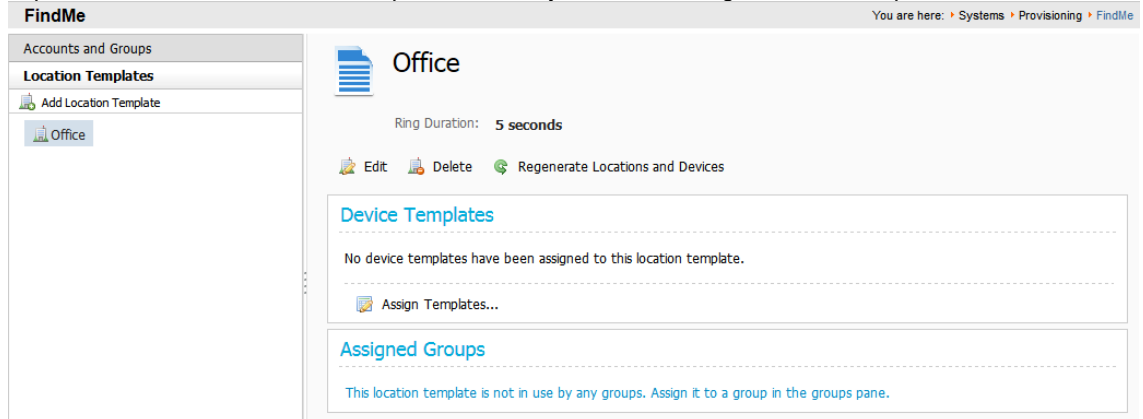 FindMe
You are here: Systems Provisioning FindMe
Accounts and Groups
Location Templates
Add Location Template
Office
Office
Ring Duration: 5 seconds
Edit Delete Regenerate Locations and Devices
Device Templates
No device templates have been assigned to this location template.
Assign Templates...
Assigned Groups
This location template is not in use by any groups. Assign it to a group in the groups pane.